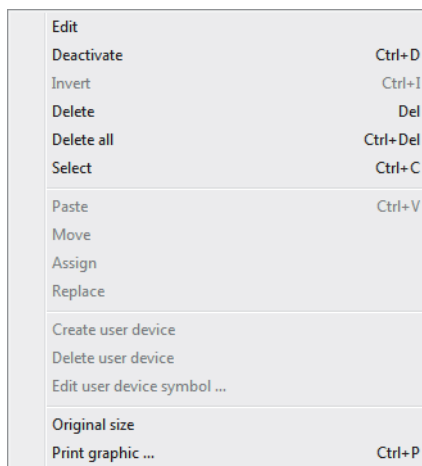 Edit
Deactivate Ctrl+D
Invert Ctrl+I
Delete Del
Delete all Ctrl+Del
Select Ctrl+C
Paste Ctrl+V
Move
Assign
Replace
Create user device
Delete user device
Edit user device symbol ...
Original size
Print graphic ... Ctrl+P